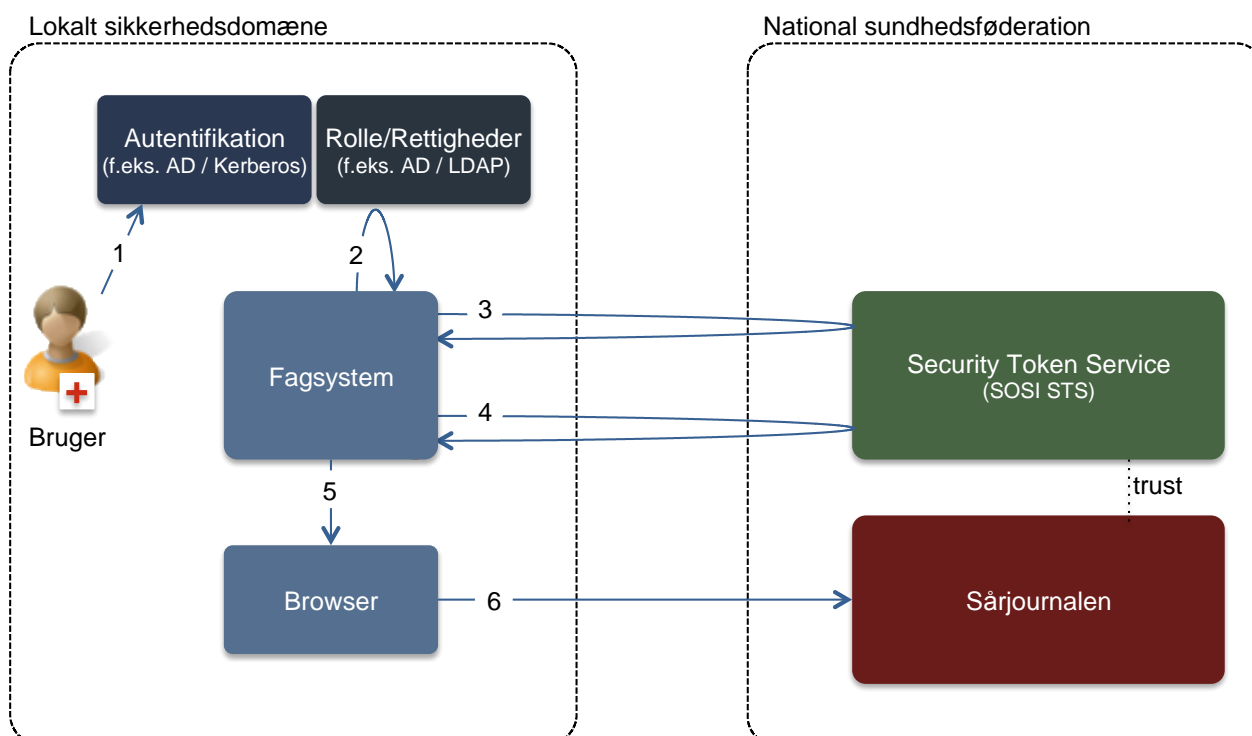 Lokalt sikkerhedsdomæne
National sundhedsføderation
Autentifikation
(f.eks. AD / Kerberos)
Rolle/Rettigheder
(f.eks. AD / LDAP)
1
2
3
Fagsystem
Security Token Service
(SOSI STS)
4
Bruger
5
trust
Browser
6
Sårjournalen